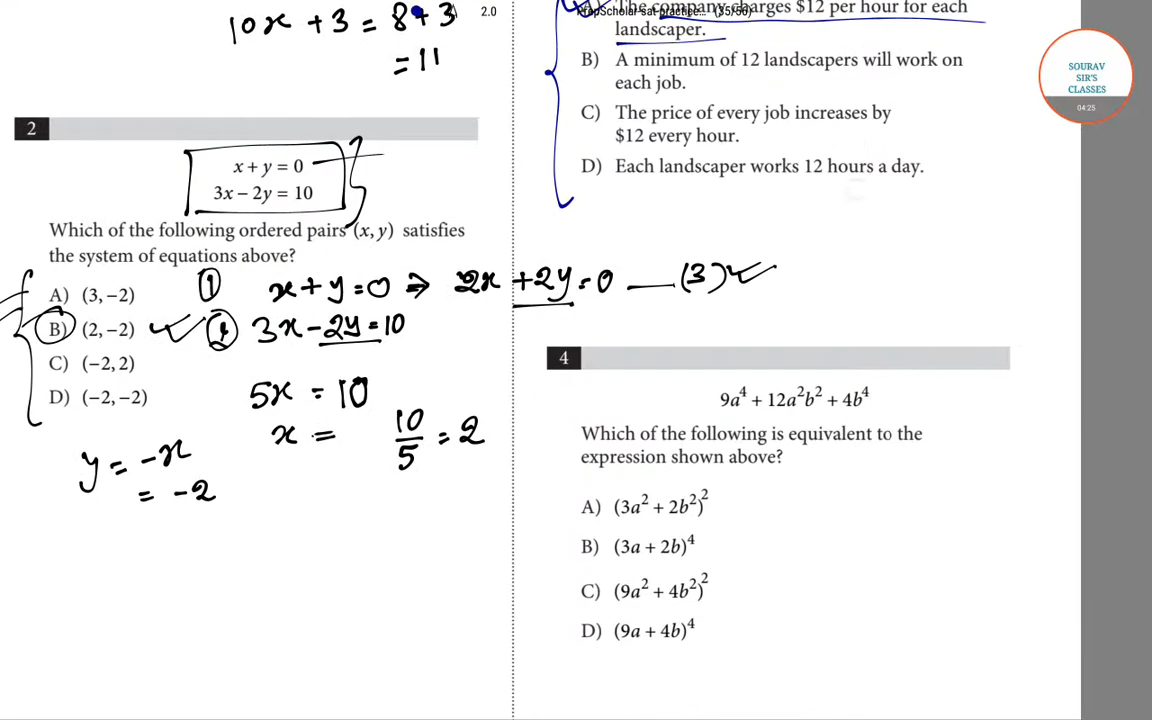 10x + 3 = 8 + 3
= 11
2.0
2
x + y = 0
3x − 2y = 10
Which of the following ordered pairs (x, y) satisfies
the system of equations above?
A) (3, −2)
B) (2, −2)
C) (−2, 2)
D) (−2, −2)
① x + y = 0 ⇒ 2x + 2y = 0 — (3)
② 3x − 2y = 10
5x = 10
x = 10/5 = 2
y = −x
= −2
The company charges $12 per hour for each
landscaper.
B) A minimum of 12 landscapers will work on
each job.
C) The price of every job increases by
$12 every hour.
D) Each landscaper works 12 hours a day.
4
9a⁴ + 12a²b² + 4b⁴
Which of the following is equivalent to the
expression shown above?
A) (3a² + 2b²)²
B) (3a + 2b)⁴
C) (9a² + 4b²)²
D) (9a + 4b)⁴
SOURAV
SIR'S
CLASSES
04:25